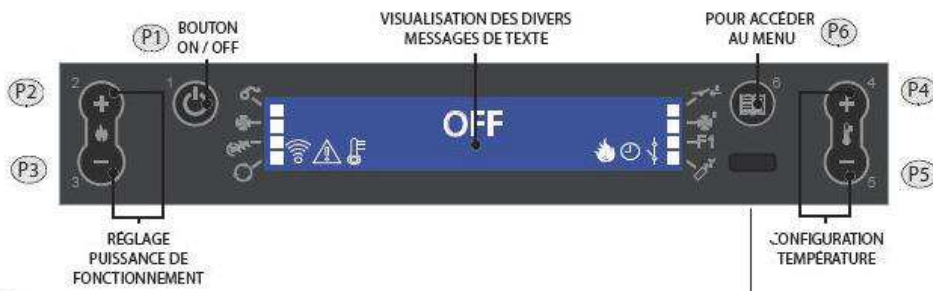 P1
BOUTON
ON / OFF
VISUALISATION DES DIVERS
MESSAGES DE TEXTE
POUR ACCÉDER
AU MENU
P6
P2
P3
2
3
1
OFF
F1
6
4
5
P4
P5
RÉGLAGE
PUISSANCE DE
FONCTIONNEMENT
CONFIGURATION
TEMPÉRATURE